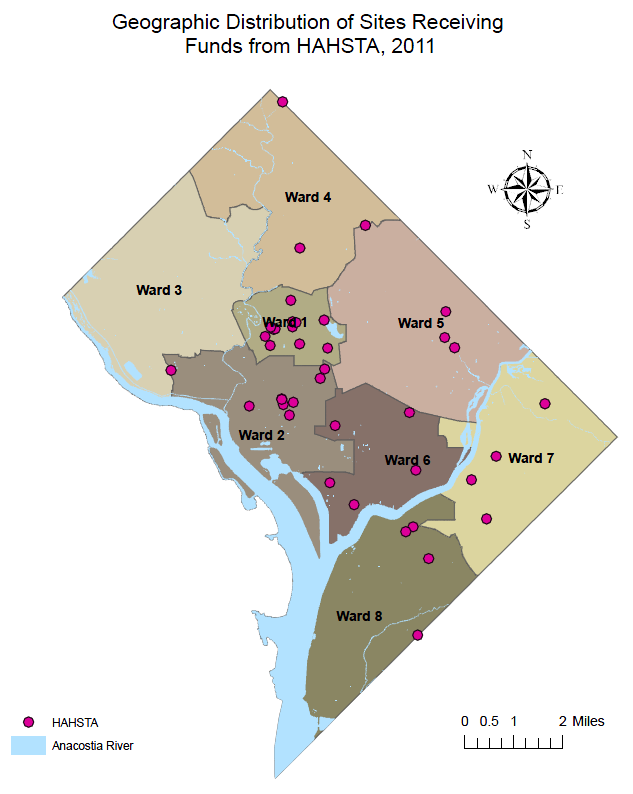 Geographic Distribution of Sites Receiving
Funds from HAHSTA, 2011
N
W E
S
Ward 4
Ward 3
Ward 1
Ward 5
Ward 2
Ward 6
Ward 7
Ward 8
HAHSTA
Anacostia River
0 0.5 1 2 Miles